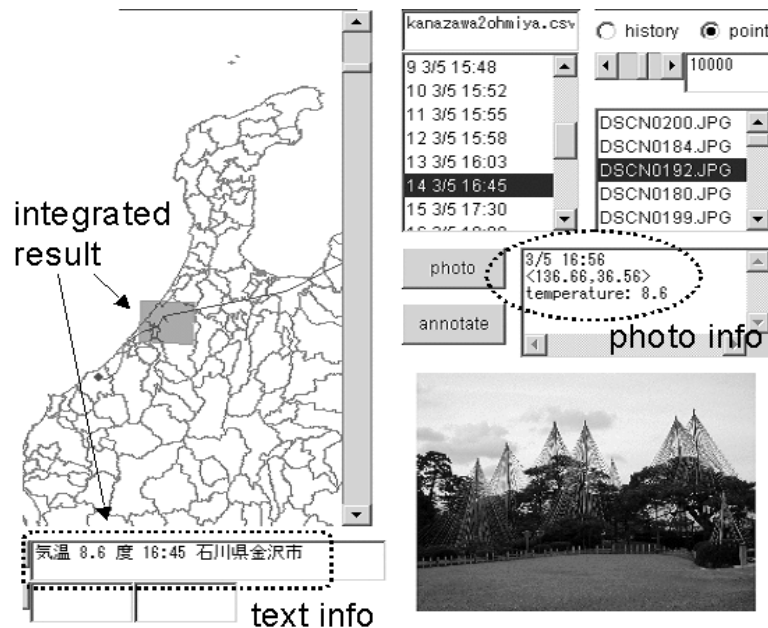 kanazawa2ohmiya.csv
history
point
10000
9 3/5 15:48
10 3/5 15:52
11 3/5 15:55
12 3/5 15:58
13 3/5 16:03
14 3/5 16:45
15 3/5 17:30
DSCN0200.JPG
DSCN0184.JPG
DSCN0192.JPG
DSCN0180.JPG
DSCN0199.JPG
integrated
result
photo
annotate
3/5 16:56
<136.66,36.56>
temperature: 8.6
photo info
気温 8.6 度 16:45 石川県金沢市
text info